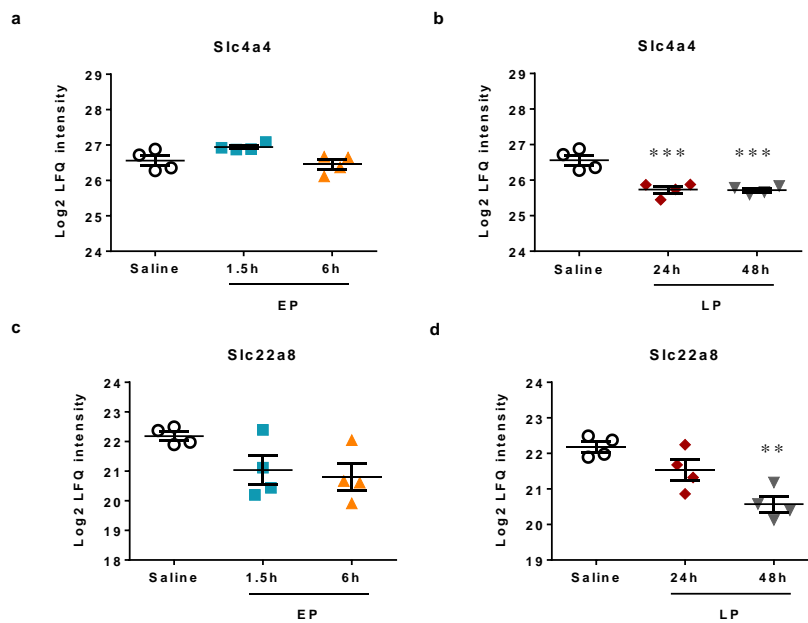 a
Slc4a4
Log2 LFQ intensity
29
28
27
26
25
24
Saline
1.5h
6h
EP
b
Slc4a4
Log2 LFQ intensity
29
28
27
26
25
24
***
***
Saline
24h
48h
LP
c
Slc22a8
Log2 LFQ intensity
24
23
22
21
20
19
18
Saline
1.5h
6h
EP
d
Slc22a8
Log2 LFQ intensity
24
23
22
21
20
19
**
Saline
24h
48h
LP